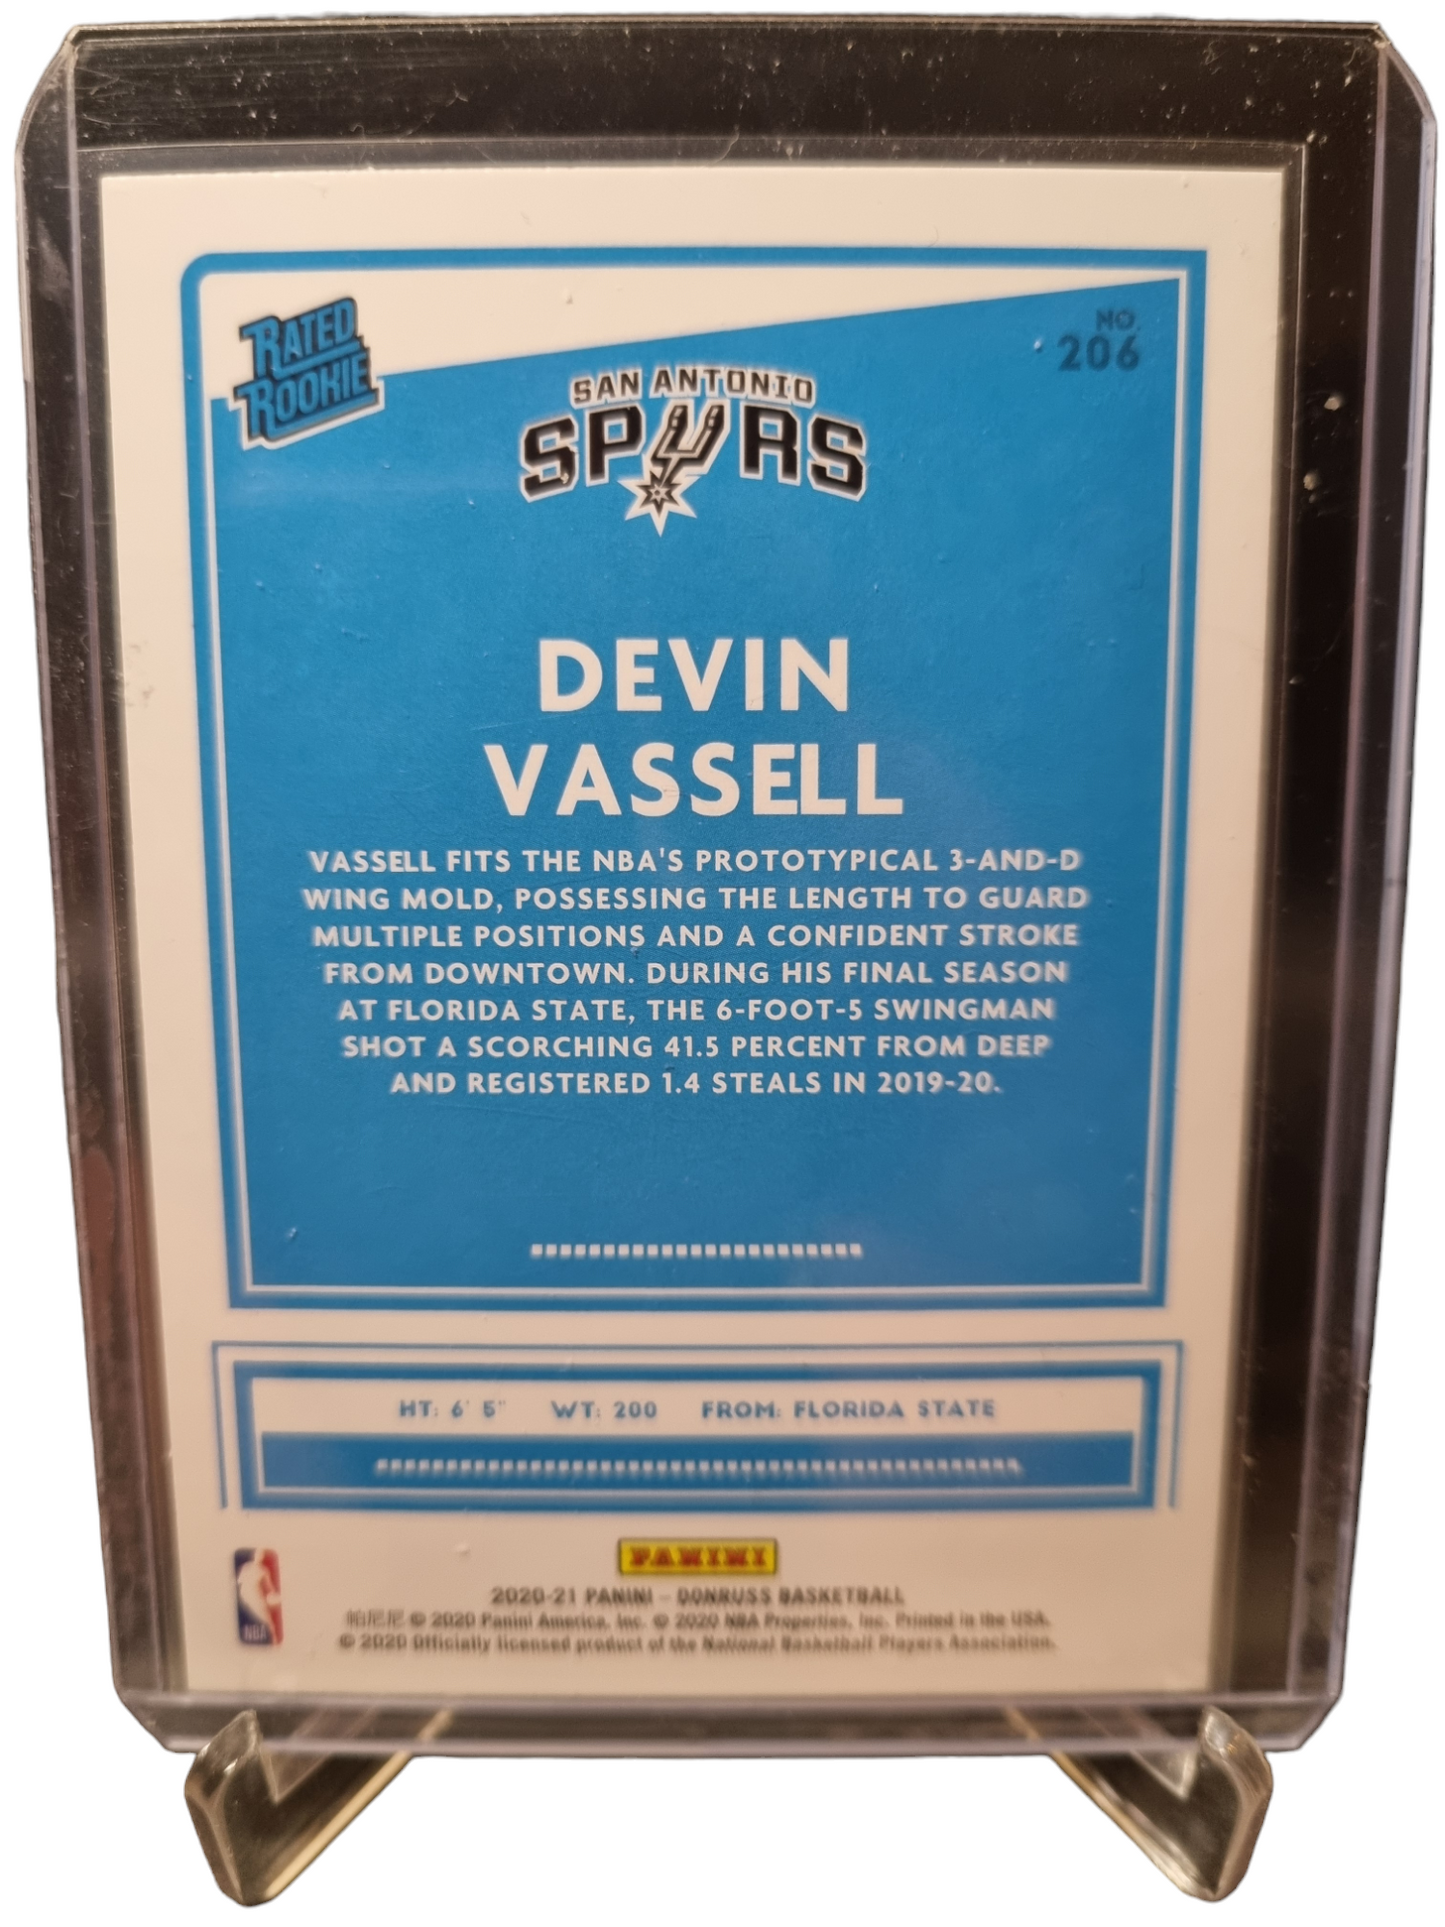 RATED
ROOKIE
NO.
206
SAN ANTONIO
SPURS
DEVIN
VASSELL
VASSELL FITS THE NBA'S PROTOTYPICAL 3-AND-D
WING MOLD, POSSESSING THE LENGTH TO GUARD
MULTIPLE POSITIONS AND A CONFIDENT STROKE
FROM DOWNTOWN. DURING HIS FINAL SEASON
AT FLORIDA STATE, THE 6-FOOT-5 SWINGMAN
SHOT A SCORCHING 41.5 PERCENT FROM DEEP
AND REGISTERED 1.4 STEALS IN 2019-20.
HT: 6' 5" WT: 200 FROM: FLORIDA STATE
PANINI
2020-21 PANINI – DONRUSS BASKETBALL
帕尼尼 © 2020 Panini America, Inc. © 2020 NBA Properties, Inc. Printed in the USA.
© 2020 Officially licensed product of the National Basketball Players Association.
NBA